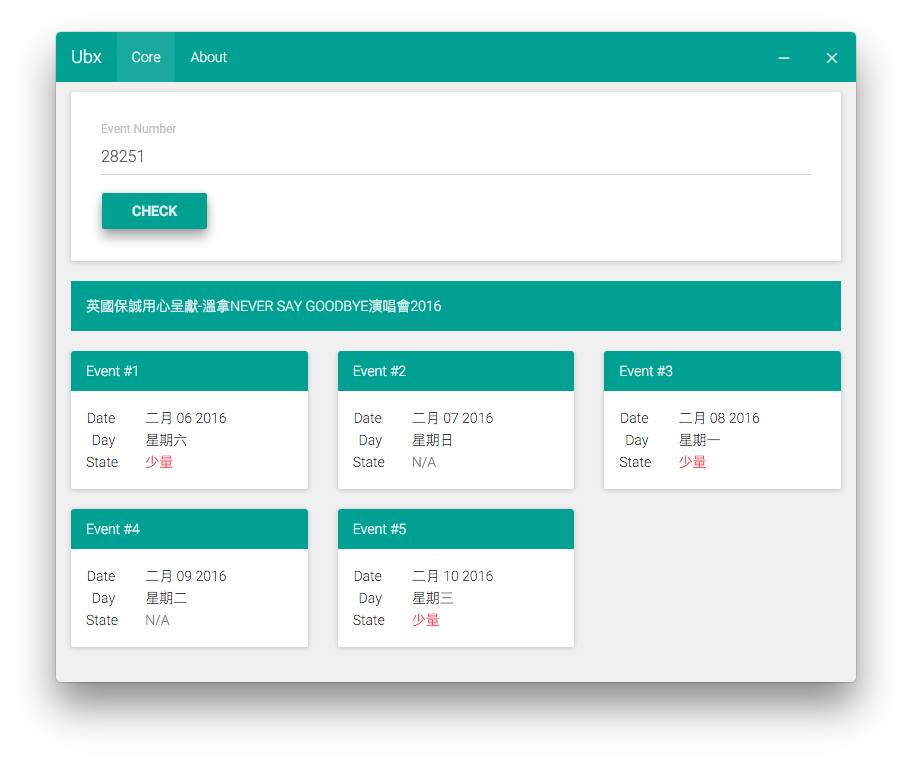 Ubx Core About
Event Number
28251
CHECK
英國保誠用心呈獻-溫拿NEVER SAY GOODBYE演唱會2016
Event #1
Date 二月 06 2016
Day 星期六
State 少量
Event #2
Date 二月 07 2016
Day 星期日
State N/A
Event #3
Date 二月 08 2016
Day 星期一
State 少量
Event #4
Date 二月 09 2016
Day 星期二
State N/A
Event #5
Date 二月 10 2016
Day 星期三
State 少量